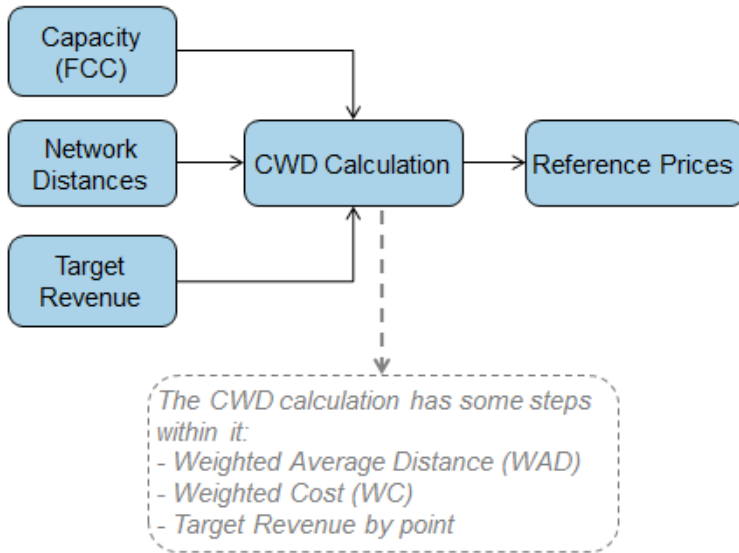 Capacity
(FCC)
Network
Distances
CWD Calculation
Reference Prices
Target
Revenue
The CWD calculation has some steps
within it:
- Weighted Average Distance (WAD)
- Weighted Cost (WC)
- Target Revenue by point